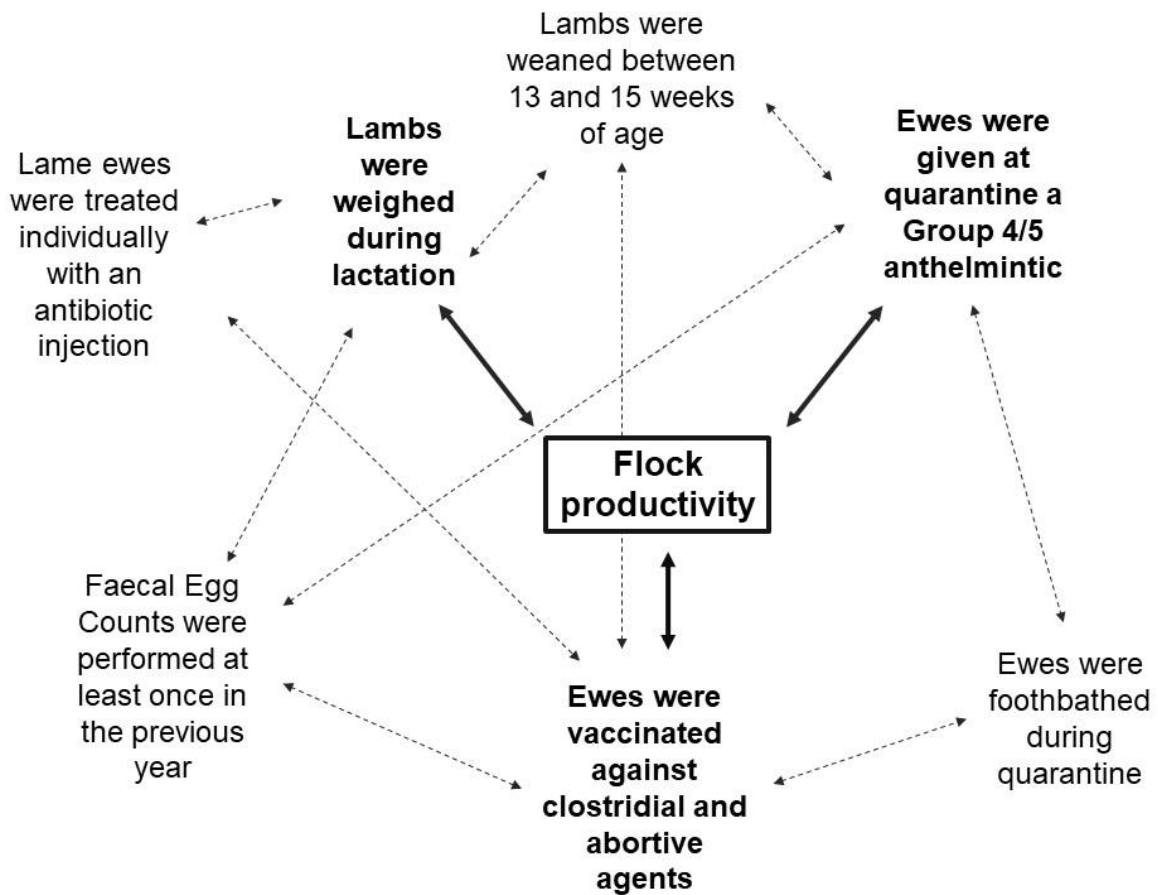 Lambs were
weaned between
13 and 15 weeks
of age
Lambs
were
weighed
during
lactation
Ewes were
given at
quarantine a
Group 4/5
anthelmintic
Lame ewes
were treated
individually
with an
antibiotic
injection
Flock
productivity
Faecal Egg
Counts were
performed at
least once in
the previous
year
Ewes were
vaccinated
against
clostridial and
abortive
agents
Ewes were
foothbathed
during
quarantine